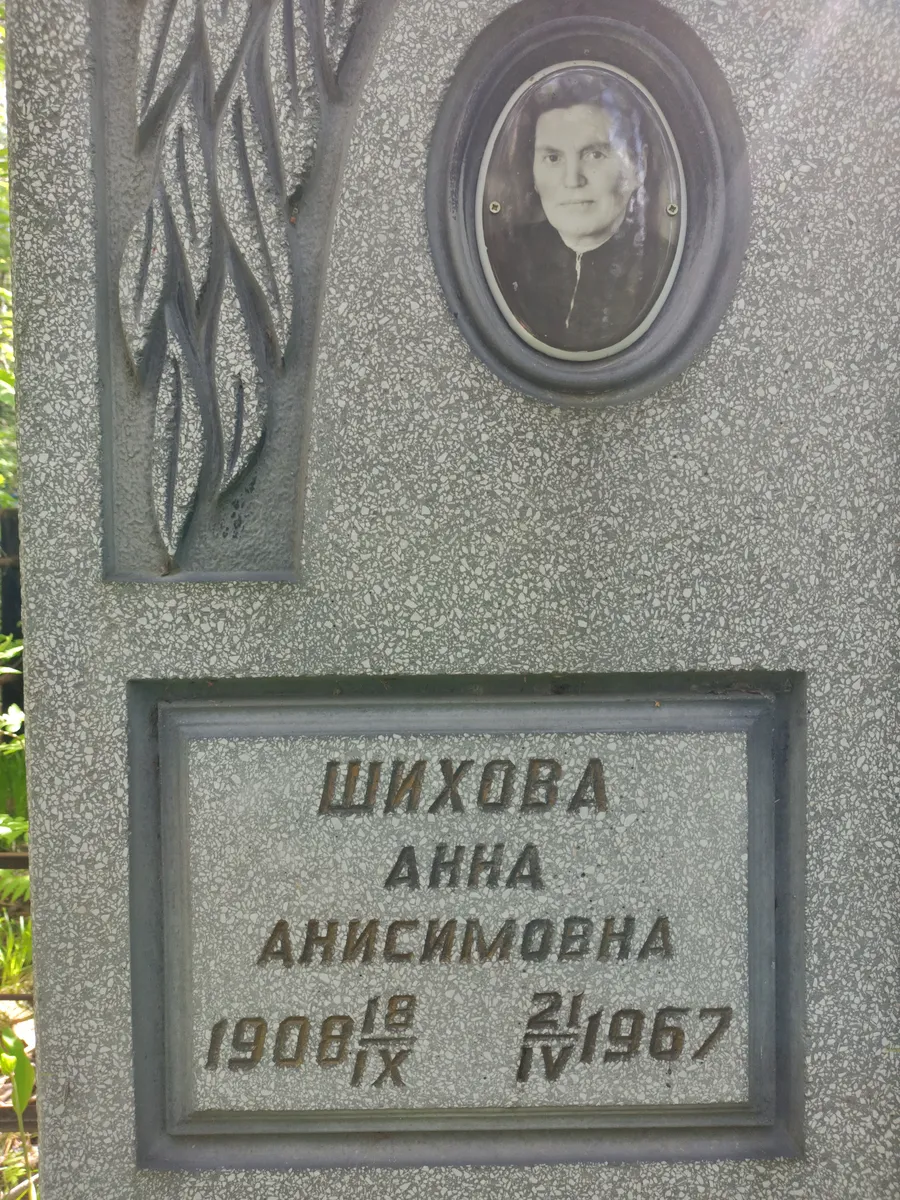 ШИХОВА
АННА
АНИСИМОВНА
1908 18/IX 21/IV 1967